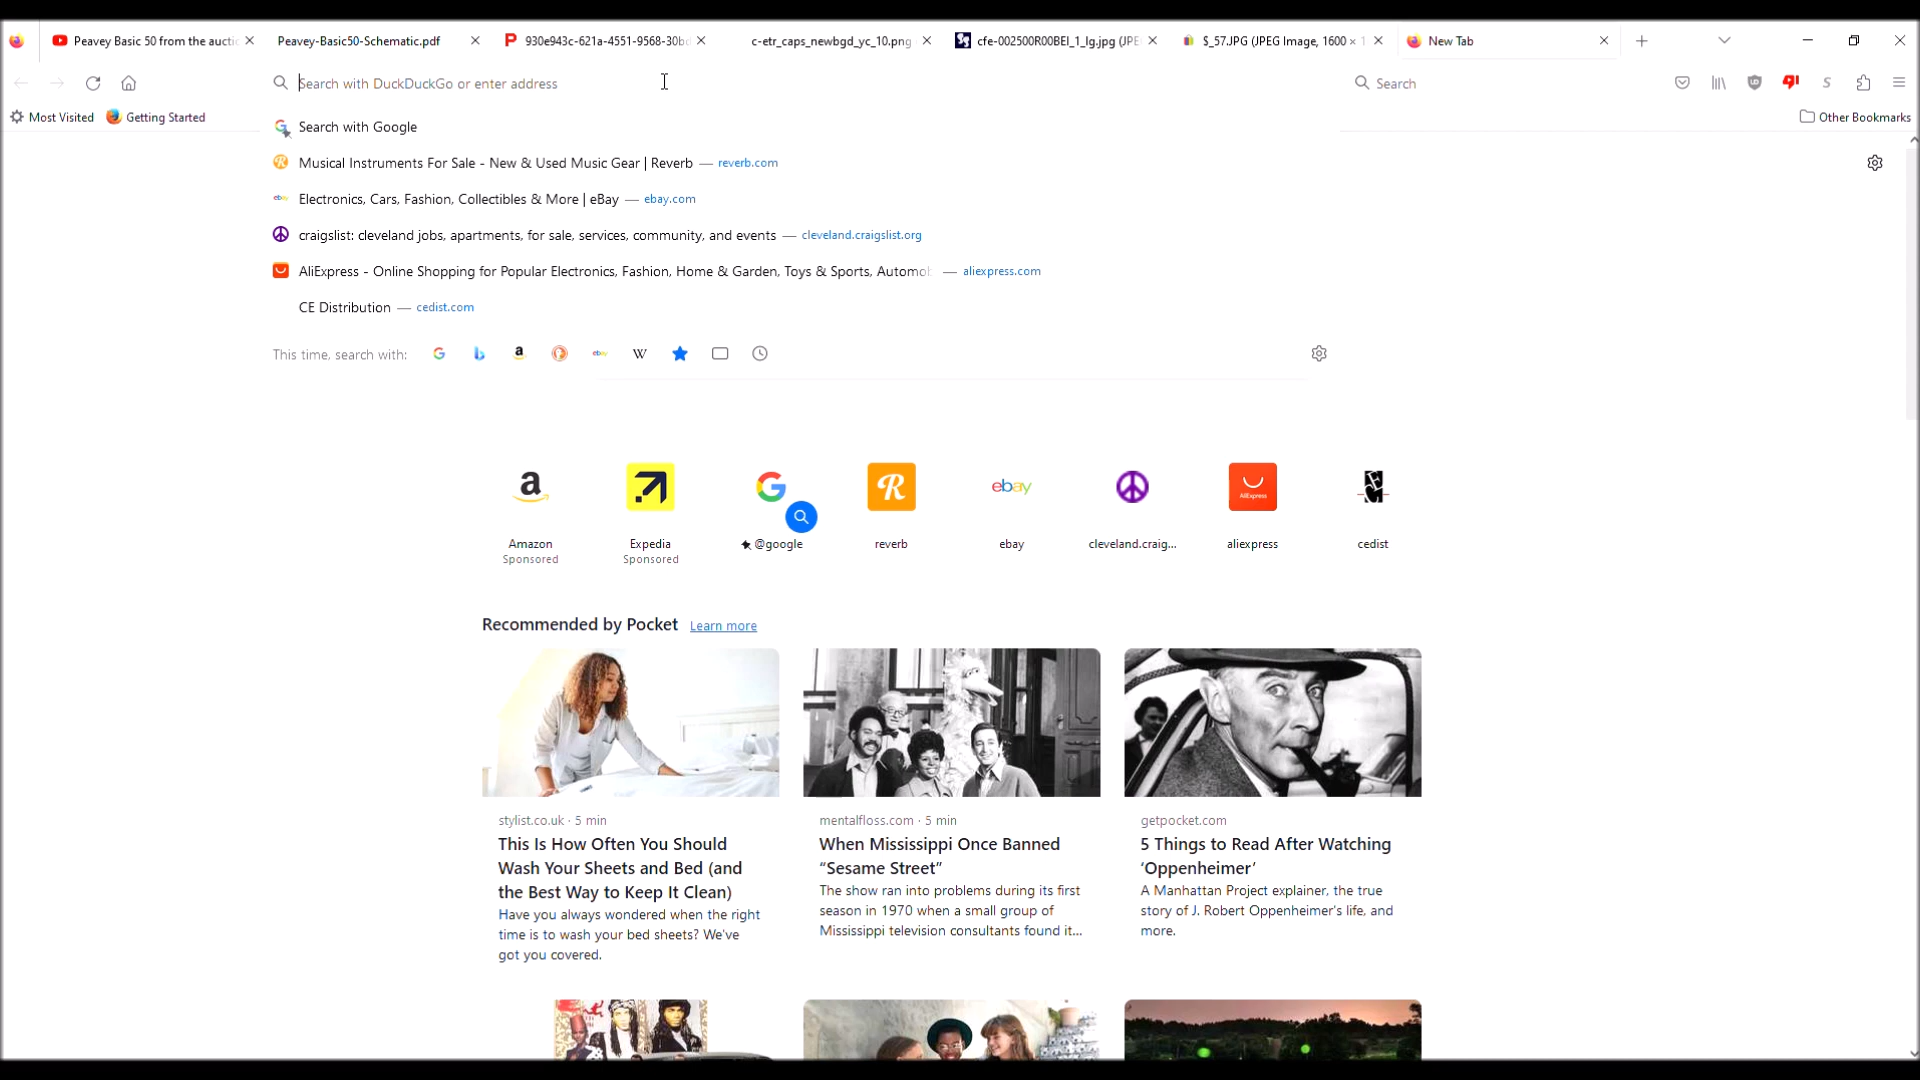 Peavey Basic 50 from the auctic
Peavey-Basic50-Schematic.pdf
930e943c-621a-4551-9568-30bd
c-etr_caps_newbgd_yc_10.png
cfe-002500R00BEI_1_lg.jpg (JPE
$_57.JPG (JPEG Image, 1600 × 1
New Tab
Search with DuckDuckGo or enter address
Search
Most Visited
Getting Started
Other Bookmarks
Search with Google
Musical Instruments For Sale - New & Used Music Gear | Reverb — reverb.com
Electronics, Cars, Fashion, Collectibles & More | eBay — ebay.com
craigslist: cleveland jobs, apartments, for sale, services, community, and events — cleveland.craigslist.org
AliExpress - Online Shopping for Popular Electronics, Fashion, Home & Garden, Toys & Sports, Automob — aliexpress.com
CE Distribution — cedist.com
This time, search with:
ebay
AliExpress
Amazon
Sponsored
Expedia
Sponsored
@google
reverb
ebay
cleveland.craig...
aliexpress
cedist
Recommended by Pocket Learn more
stylist.co.uk · 5 min
This Is How Often You Should
Wash Your Sheets and Bed (and
the Best Way to Keep It Clean)
Have you always wondered when the right
time is to wash your bed sheets? We've
got you covered.
mentalfloss.com · 5 min
When Mississippi Once Banned
“Sesame Street”
The show ran into problems during its first
season in 1970 when a small group of
Mississippi television consultants found it...
getpocket.com
5 Things to Read After Watching
‘Oppenheimer’
A Manhattan Project explainer, the true
story of J. Robert Oppenheimer's life, and
more.